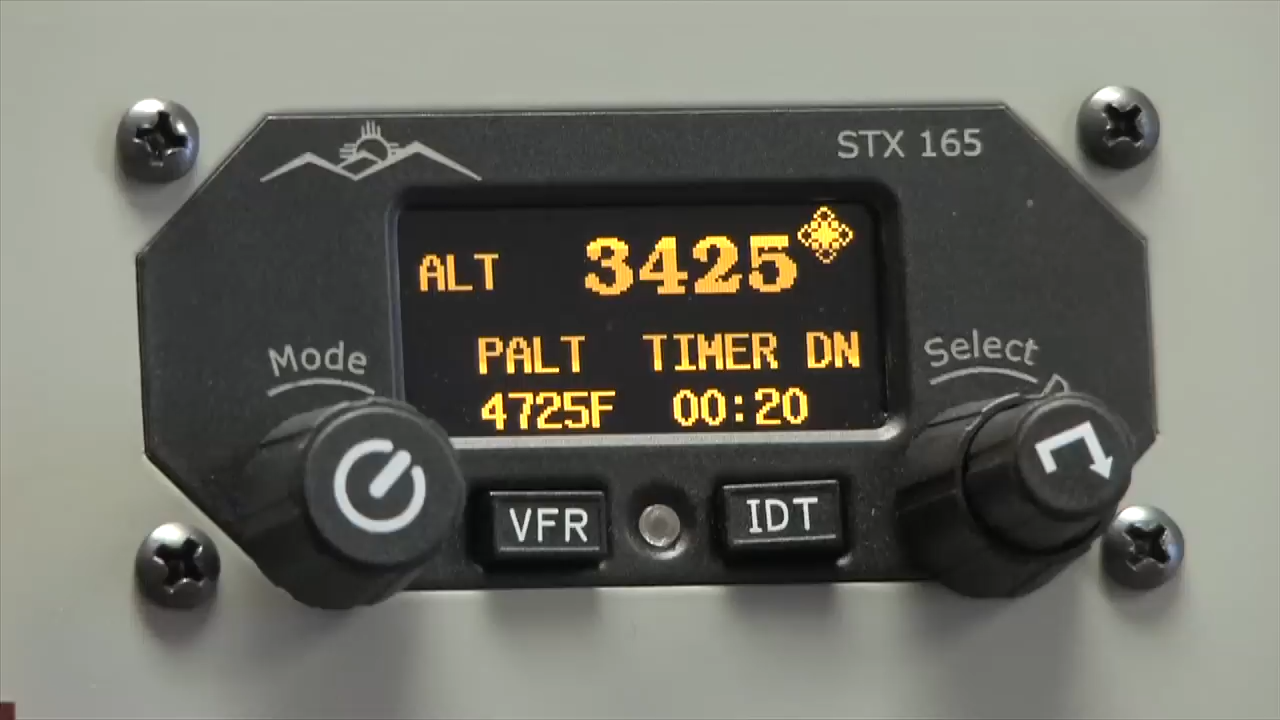 STX 165
ALT 3425
PALT TIMER DN
4725F 00:20
Mode
Select
VFR
IDT